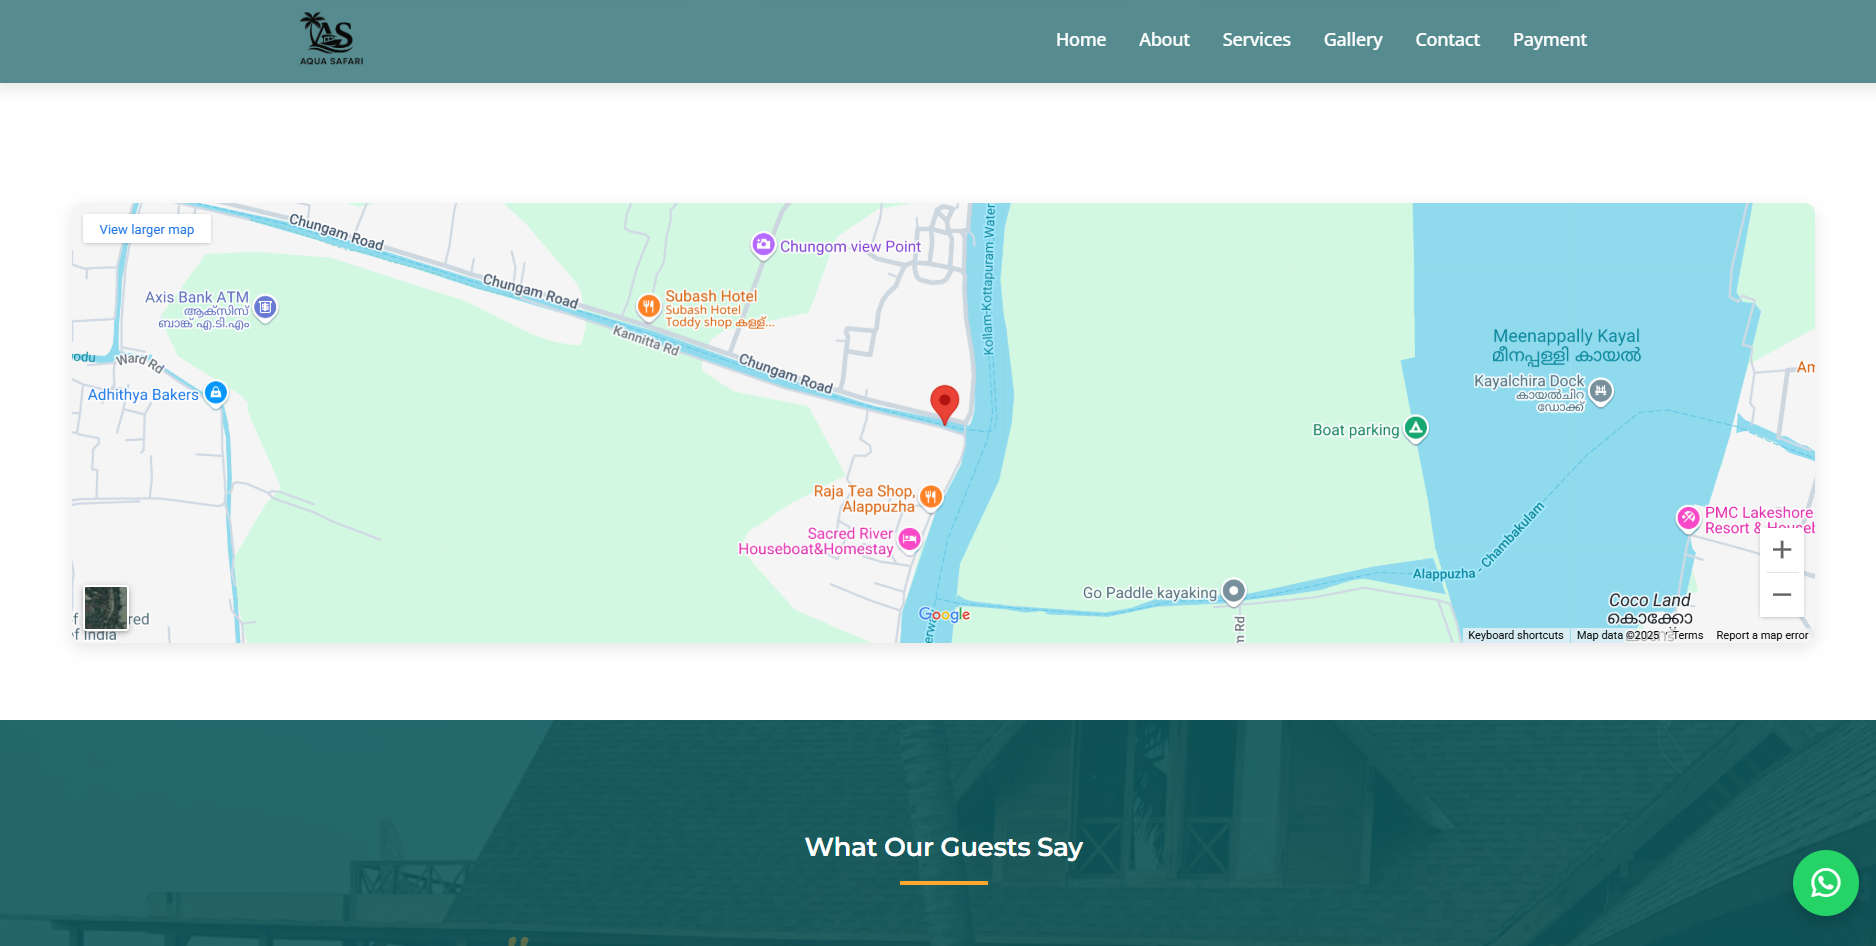 AS
AQUA SAFARI
Home About Services Gallery Contact Payment
View larger map
Chungam Road
Chungom view Point
Kollam-Kottapuram Water
Chungam Road
Axis Bank ATM
ആക്സിസ്
ബാങ്ക് എ.ടി.എം
Subash Hotel
Subash Hotel
Toddy shop കള്ള്...
Kannitta Rd
Meenappally Kayal
മീനപ്പള്ളി കായൽ
Ward Rd
Chungam Road
Kayalchira Dock
കായൽചിറ
ഡോക്ക്
Adhithya Bakers
Boat parking
Raja Tea Shop,
Alappuzha
Sacred River
Houseboat&Homestay
PMC Lakeshore
Resort &
Alappuzha - Chambakulam
Go Paddle kayaking
Coco Land
കൊക്കോ
Google
of India
Keyboard shortcuts Map data ©2025 Terms Report a map error
What Our Guests Say